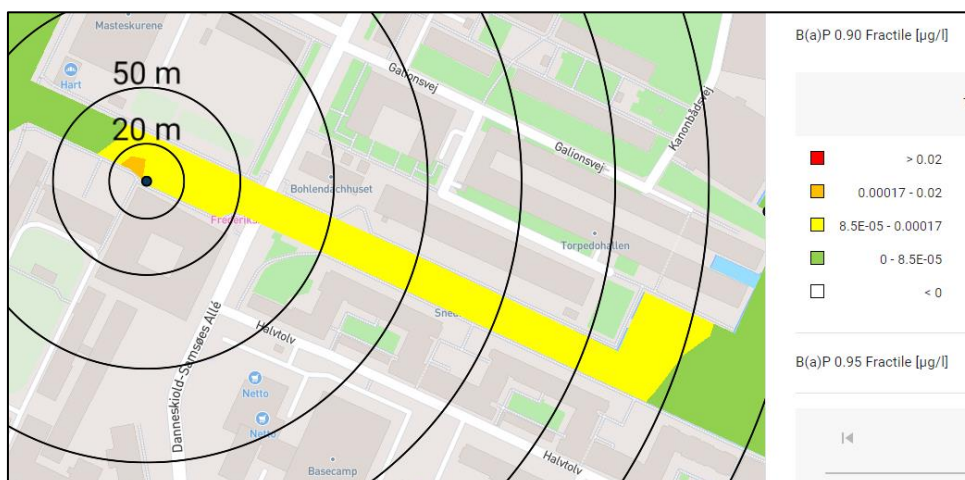 Masteskurene
Hart
50 m
20 m
Galionsvej
Kanonbådsvej
Galionsvej
Bohlendachhuset
Frederiks
Torpedohallen
Danneskiold-Samsøes Allé
Halvtolv
Netto
Netto
Basecamp
Halvtolv
B(a)P 0.90 Fractile [µg/l]
> 0.02
0.00017 - 0.02
8.5E-05 - 0.00017
0 - 8.5E-05
< 0
B(a)P 0.95 Fractile [µg/l]